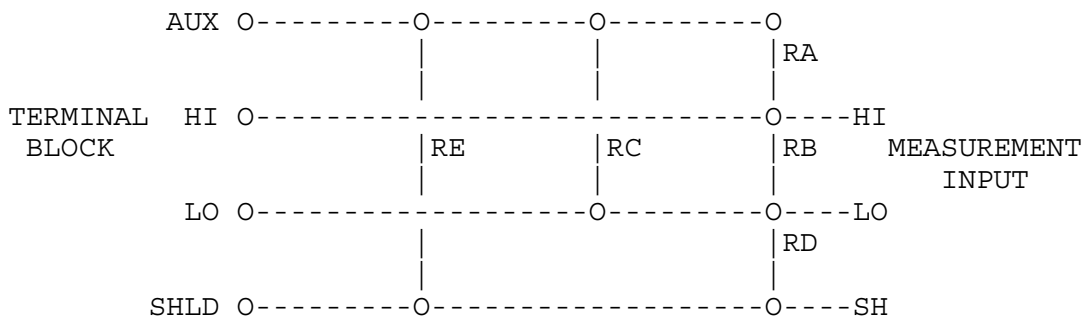 AUX O---------O---------O---------O
| | |RA
| | |
TERMINAL HI O-----------------------------O----HI
BLOCK |RE |RC |RB MEASUREMENT
| | | INPUT
LO O-------------------O---------O----LO
| |RD
| |
SHLD O---------O-------------------O----SH